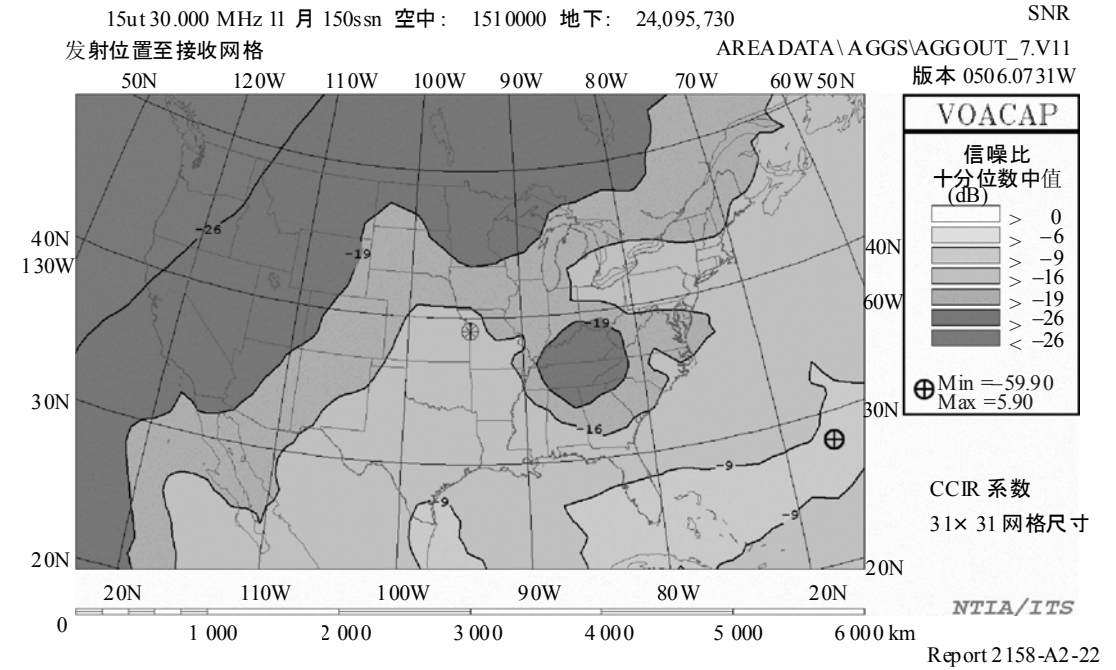 15ut 30.000 MHz 11 月 150ssn 空中: 1510000 地下: 24,095,730 SNR
发射位置至接收网格 AREADATA\AGGS\AGGOUT_7.V11
版本 0506.0731W
50N 120W 110W 100W 90W 80W 70W 60W 50N
VOACAP
信噪比
十分位数中值
(dB)
> 0
> –6
> –9
> –16
> –19
> –26
< –26
Min =–59.90
Max =5.90
40N
130W
30N
20N
40N
60W
30N
20N
-26
-19
-19
-16
-9
-9
-9
CCIR 系数
31× 31 网格尺寸
20N 110W 100W 90W 80W 20N
NTIA/ITS
0 1 000 2 000 3 000 4 000 5 000 6 000 km
Report 2158-A2-22